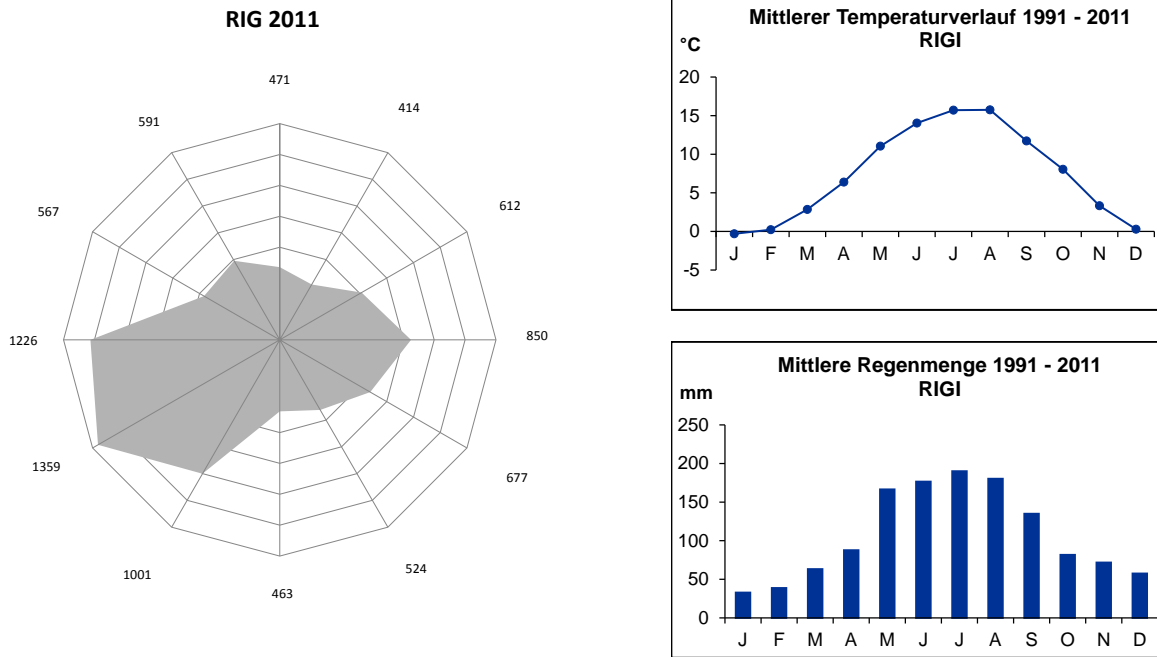 RIG 2011
471
414
612
850
677
524
463
1001
1359
1226
567
591
Mittlerer Temperaturverlauf 1991 - 2011
RIGI
°C
20
15
10
5
0
-5
J F M A M J J A S O N D
Mittlere Regenmenge 1991 - 2011
RIGI
mm
250
200
150
100
50
0
J F M A M J J A S O N D